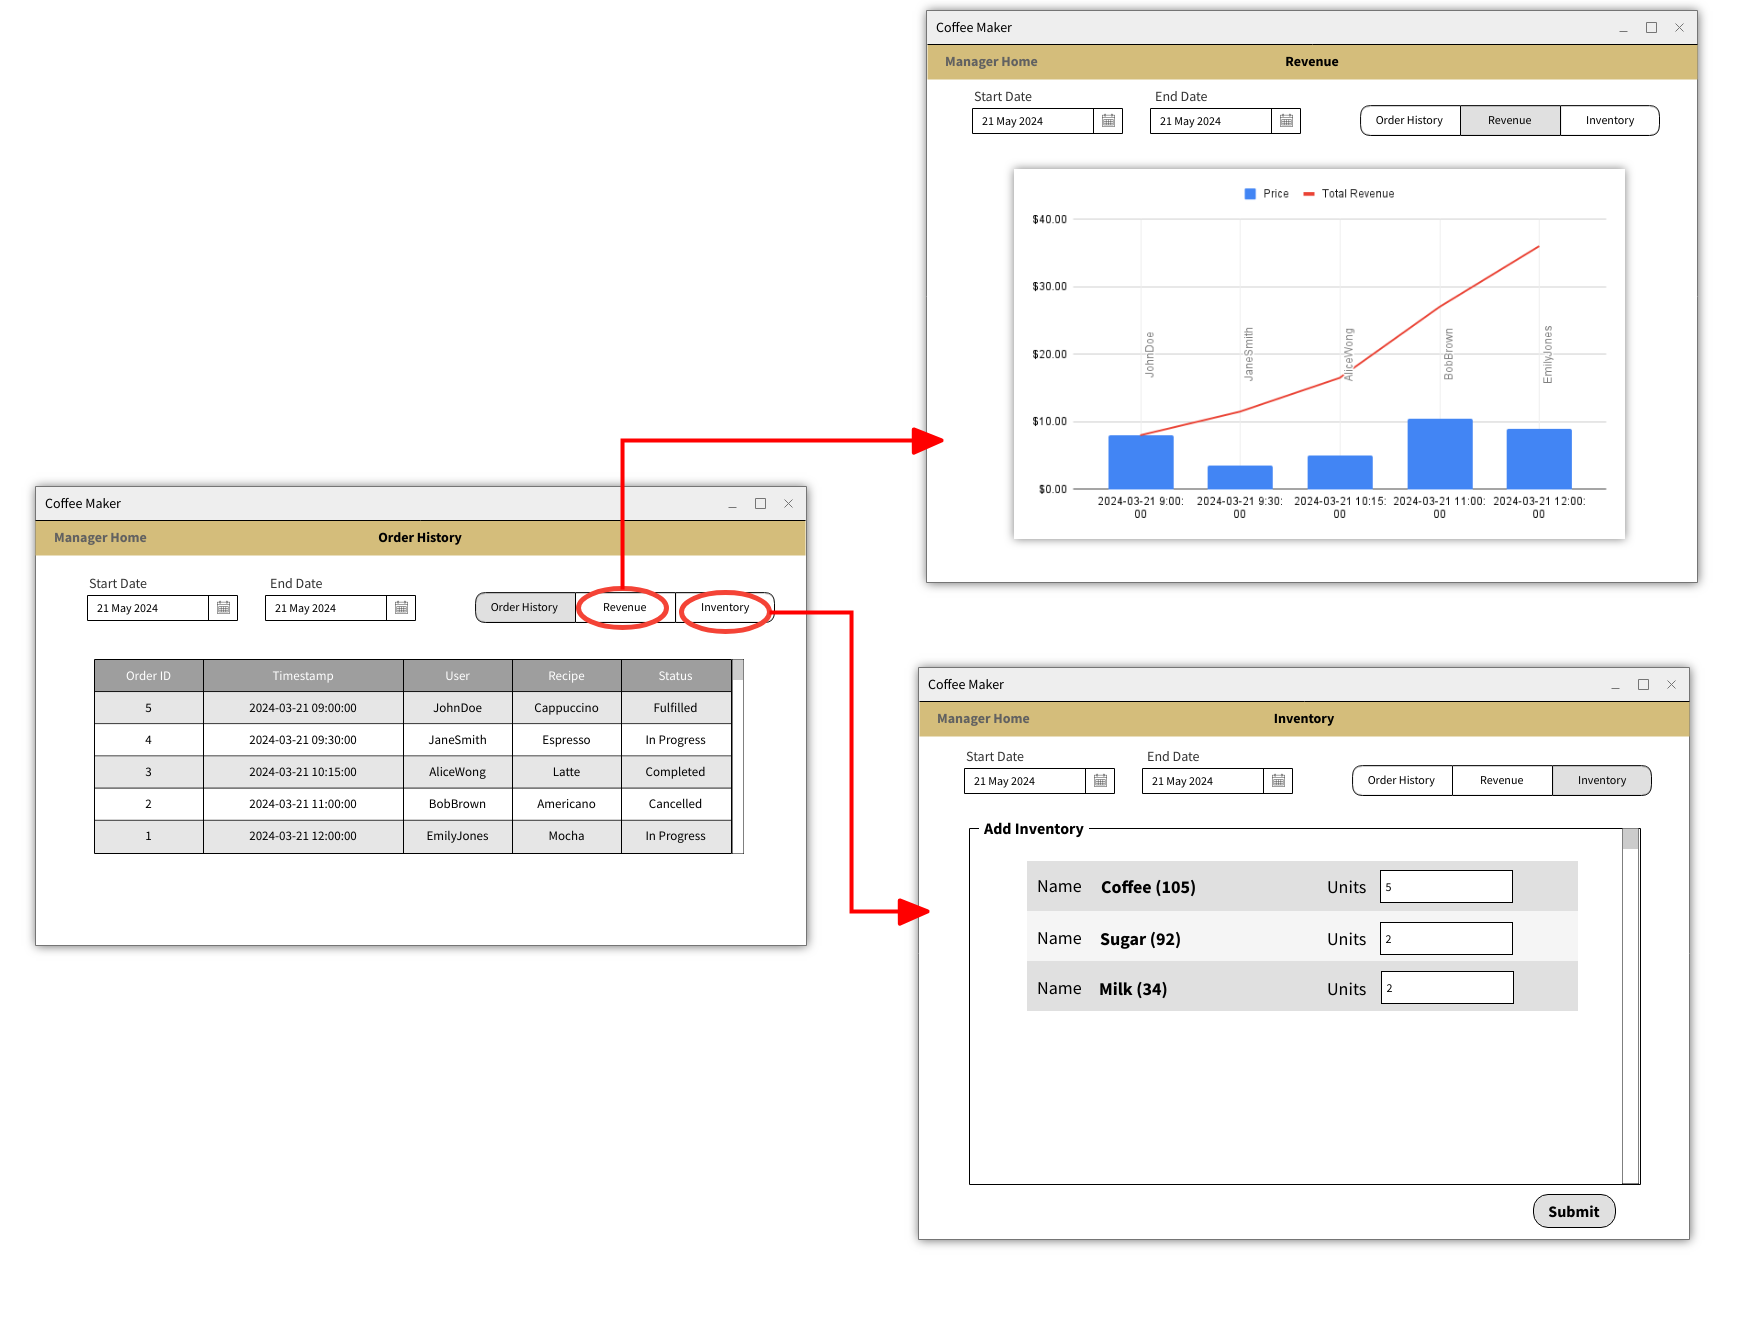 Coffee Maker
Manager Home Revenue
Start Date End Date
21 May 2024 21 May 2024 Order History Revenue Inventory
Price Total Revenue
$40.00
$30.00
$20.00
$10.00
$0.00
JohnDoe
JaneSmith
AliceWong
BobBrown
EmilyJones
2024-03-21 9:00: 2024-03-21 9:30: 2024-03-21 10:15: 2024-03-21 11:00: 2024-03-21 12:00:
00 00 00 00 00
Coffee Maker
Manager Home Order History
Start Date End Date
21 May 2024 21 May 2024 Order History Revenue Inventory
Order ID Timestamp User Recipe Status
5 2024-03-21 09:00:00 JohnDoe Cappuccino Fulfilled
4 2024-03-21 09:30:00 JaneSmith Espresso In Progress
3 2024-03-21 10:15:00 AliceWong Latte Completed
2 2024-03-21 11:00:00 BobBrown Americano Cancelled
1 2024-03-21 12:00:00 EmilyJones Mocha In Progress
Coffee Maker
Manager Home Inventory
Start Date End Date
21 May 2024 21 May 2024 Order History Revenue Inventory
Add Inventory
Name Coffee (105) Units 5
Name Sugar (92) Units 2
Name Milk (34) Units 2
Submit